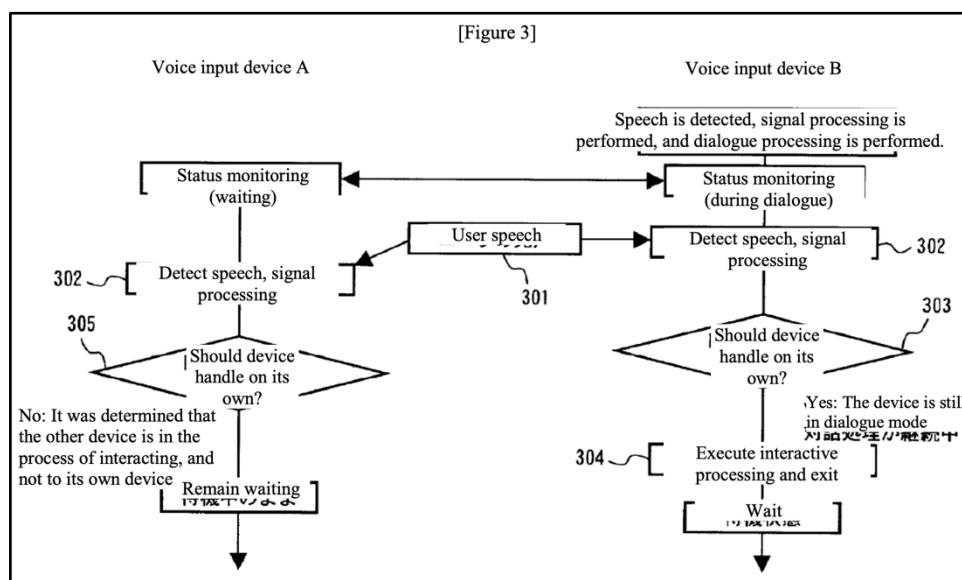 [Figure 3]
Voice input device A
Voice input device B
Speech is detected, signal processing is
performed, and dialogue processing is performed.
Status monitoring
(waiting)
Status monitoring
(during dialogue)
User speech
301
Detect speech, signal
processing
302
302
Detect speech, signal
processing
305
Should device
handle on its
own?
303
Should device
handle on its
own?
No: It was determined that
the other device is in the
process of interacting, and
not to its own device
Yes: The device is still
in dialogue mode
304
Execute interactive
processing and exit
Remain waiting
Wait